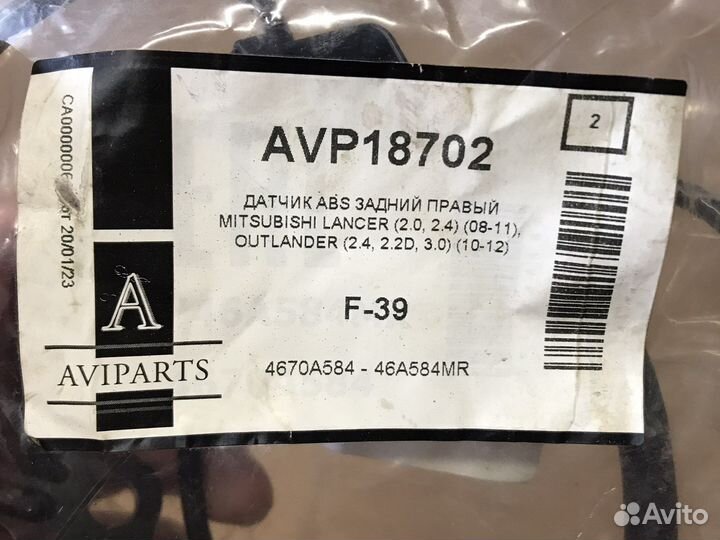 2
AVP18702
ДАТЧИК ABS ЗАДНИЙ ПРАВЫЙ
MITSUBISHI LANCER (2.0, 2.4) (08-11),
OUTLANDER (2.4, 2.2D, 3.0) (10-12)
F-39
4670A584 - 46A584MR
от 20/01/23
A
AVIPARTS
Avito